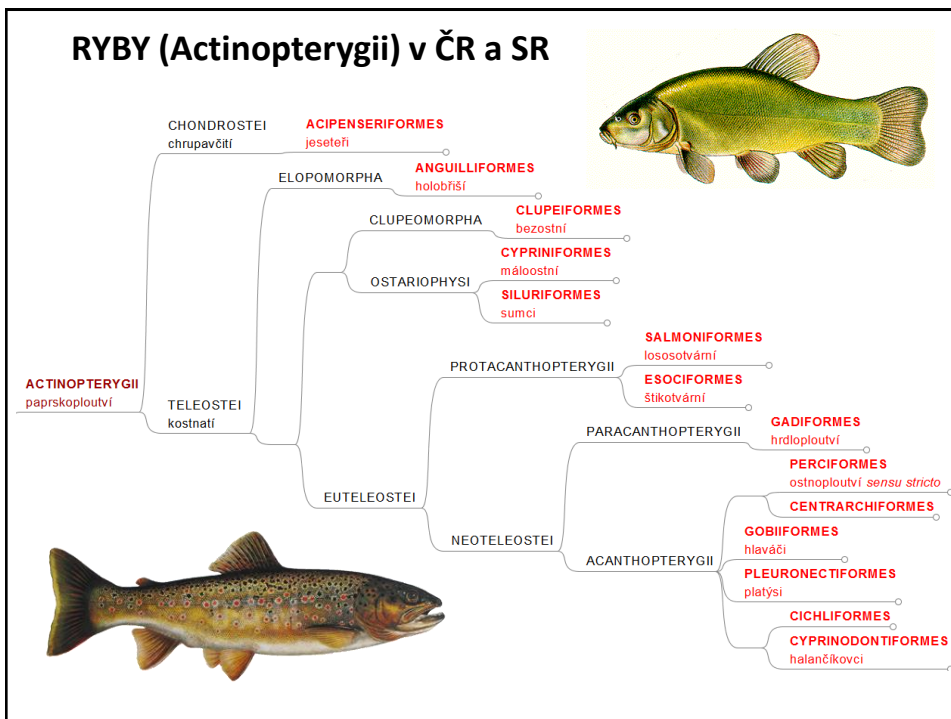 RYBY (Actinopterygii) v ČR a SR
CHONDROSTEI
chrupavčití
ACIPENSERIFORMES
jeseteři
ELOPOMORPHA
ANGUILLIFORMES
holobřiší
CLUPEOMORPHA
CLUPEIFORMES
bezostní
OSTARIOPHYSI
CYPRINIFORMES
máloostní
SILURIFORMES
sumci
ACTINOPTERYGII
paprskoploutví
TELEOSTEI
kostnatí
PROTACANTHOPTERYGII
SALMONIFORMES
lososotvární
ESOCIFORMES
štikotvární
EUTELEOSTEI
PARACANTHOPTERYGII
GADIFORMES
hrdloploutví
NEOTELEOSTEI
ACANTHOPTERYGII
PERCIFORMES
ostnoploutví sensu stricto
CENTRARCHIFORMES
GOBIIFORMES
hlaváči
PLEURONECTIFORMES
platýsi
CICHLIFORMES
CYPRINODONTIFORMES
halančíkovci